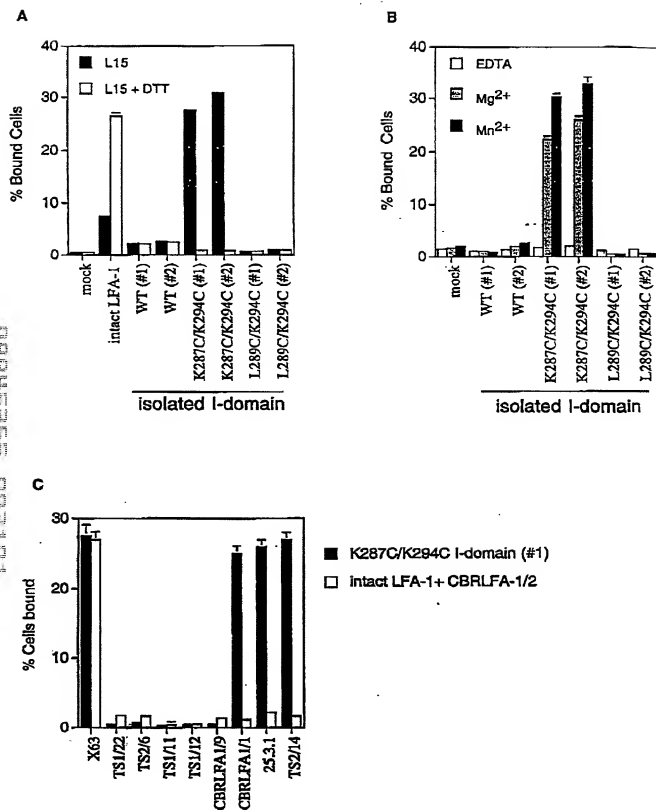 A
L15
L15 + DTT
% Bound Cells
40
30
20
10
0
mock
intact LFA-1
WT (#1)
WT (#2)
K287C/K294C (#1)
K287C/K294C (#2)
L289C/K294C (#1)
L289C/K294C (#2)
isolated I-domain
B
EDTA
Mg2+
Mn2+
% Bound Cells
40
30
20
10
0
mock
WT (#1)
WT (#2)
K287C/K294C (#1)
K287C/K294C (#2)
L289C/K294C (#1)
L289C/K294C (#2)
isolated I-domain
C
% Cells bound
30
20
10
0
X63
TS1/22
TS2/6
TS1/11
TS1/12
CBRLFA1/9
CBRLFA1/1
25.3.1
TS2/14
K287C/K294C I-domain (#1)
intact LFA-1+ CBRLFA-1/2